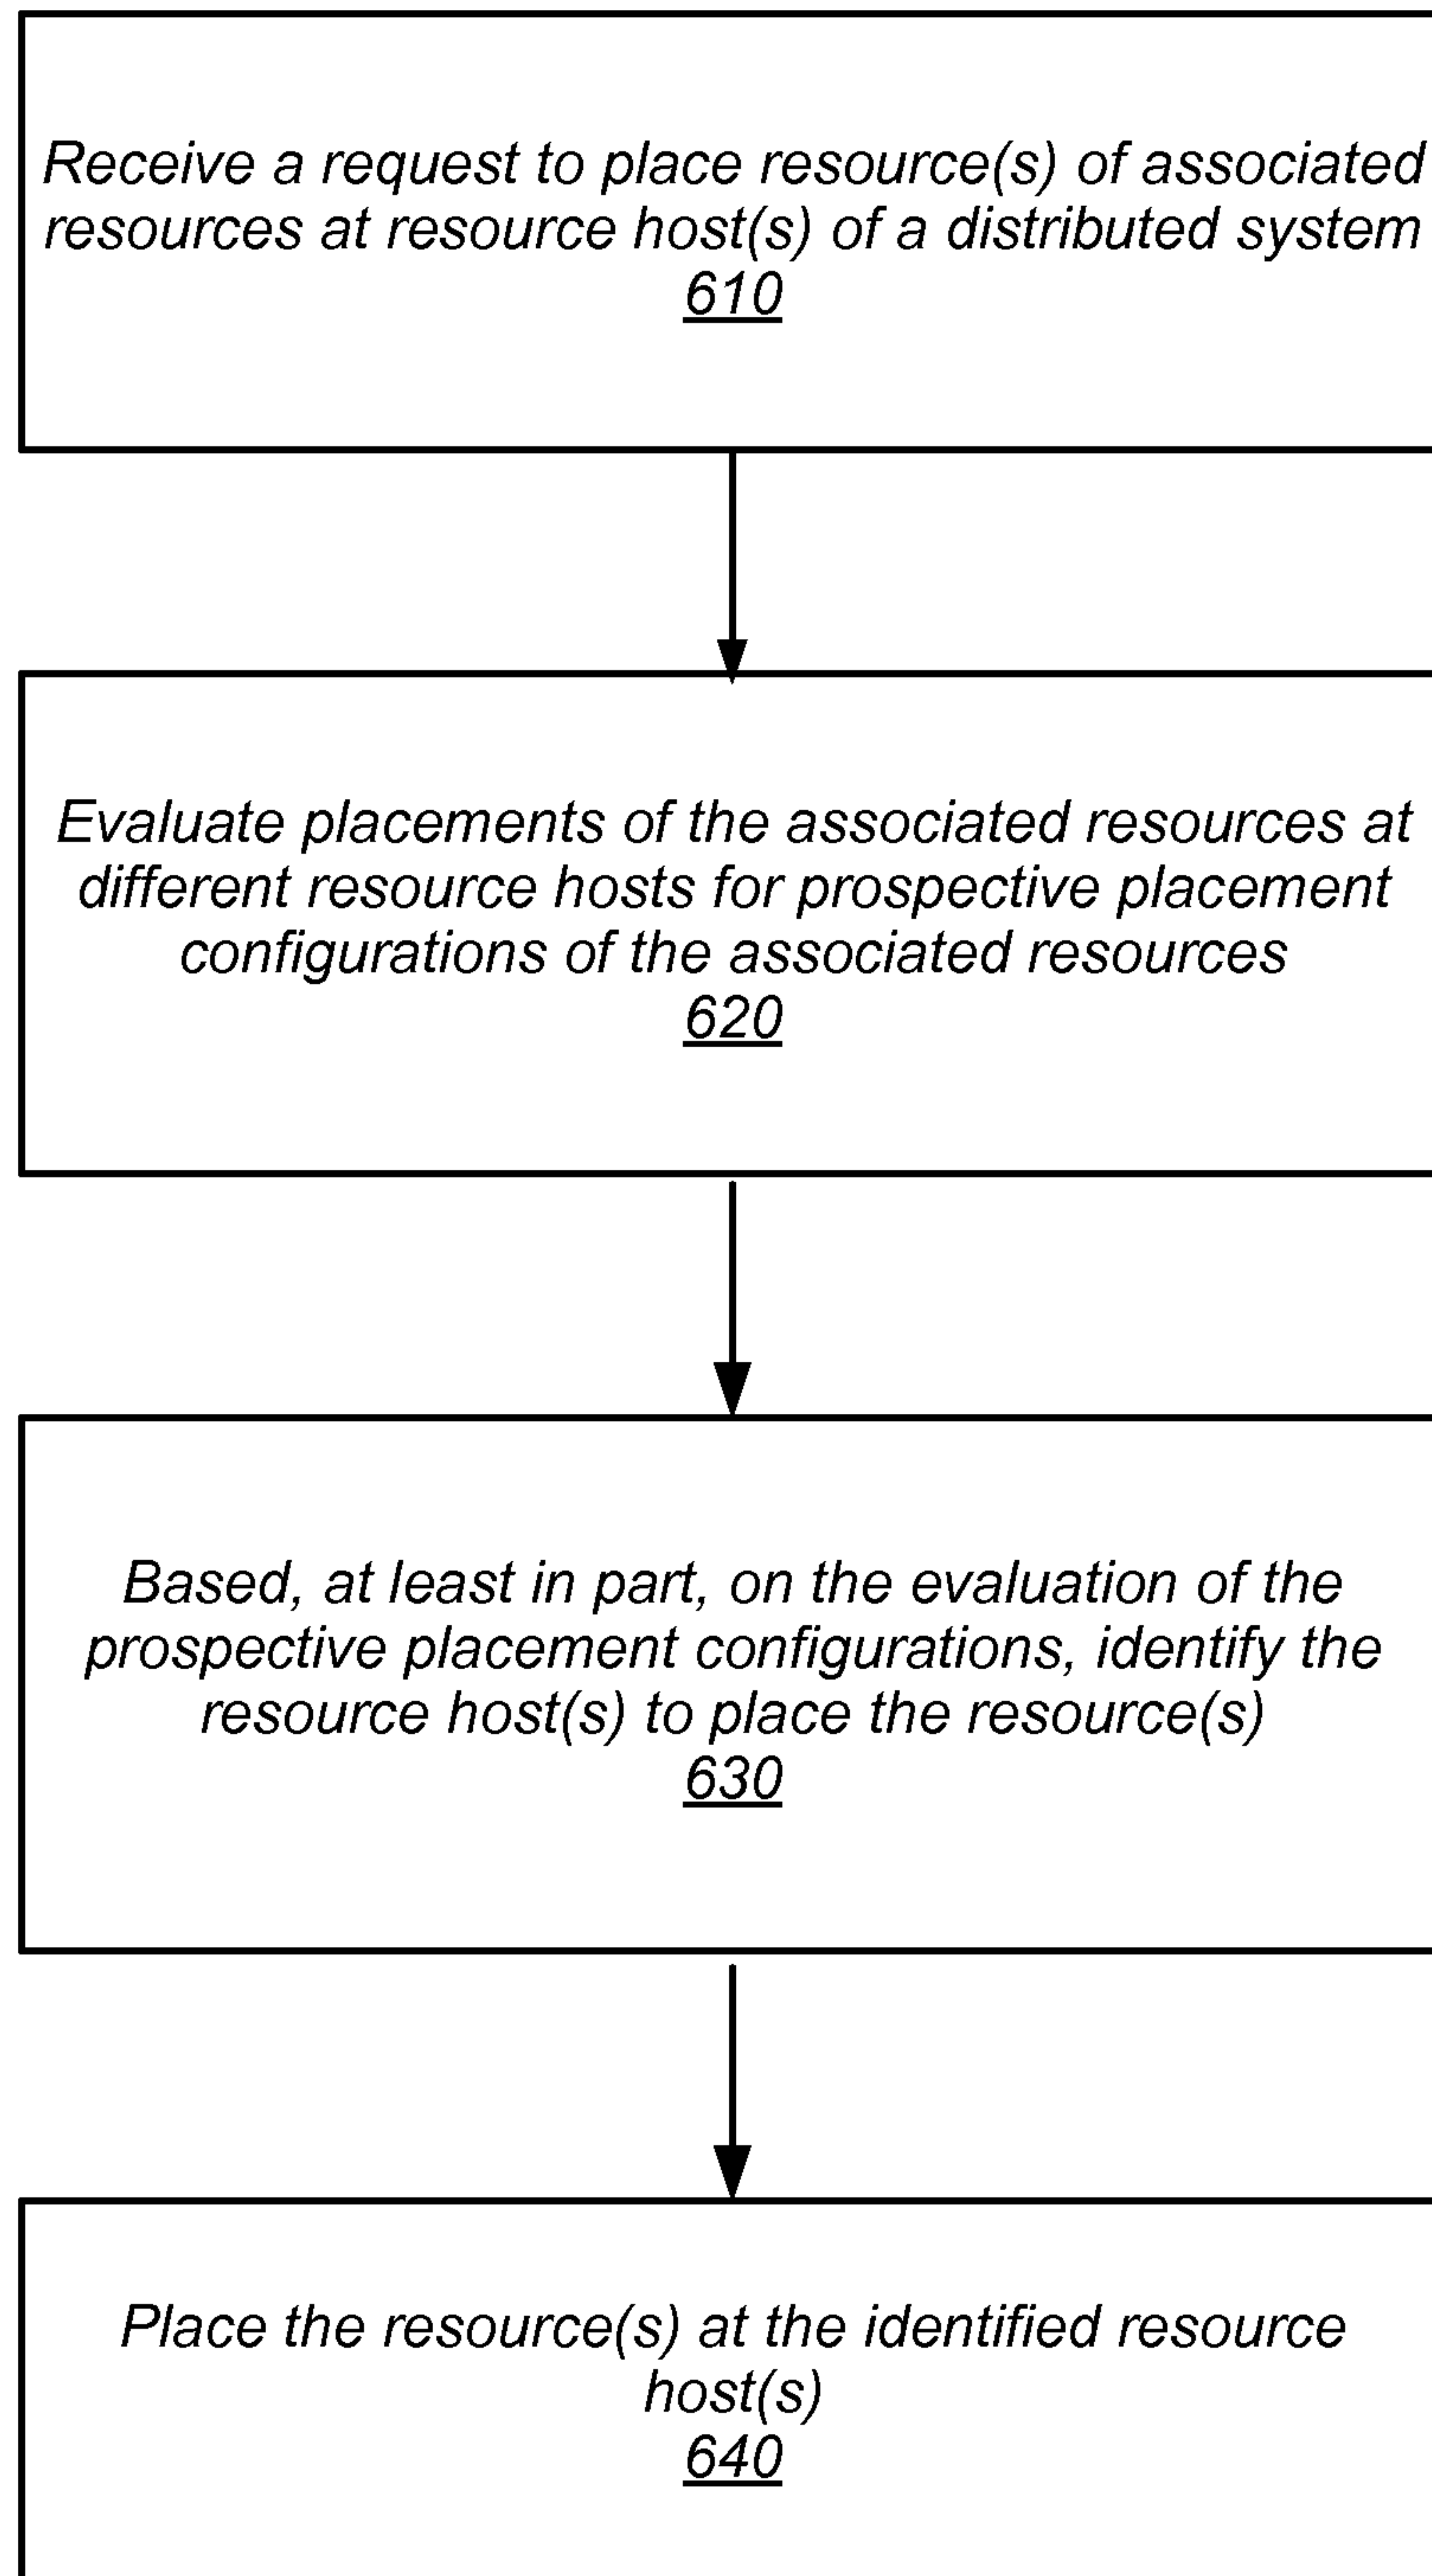 Receive a request to place resource(s) of associated
resources at resource host(s) of a distributed system
610
Evaluate placements of the associated resources at
different resource hosts for prospective placement
configurations of the associated resources
620
Based, at least in part, on the evaluation of the
prospective placement configurations, identify the
resource host(s) to place the resource(s)
630
Place the resource(s) at the identified resource
host(s)
640